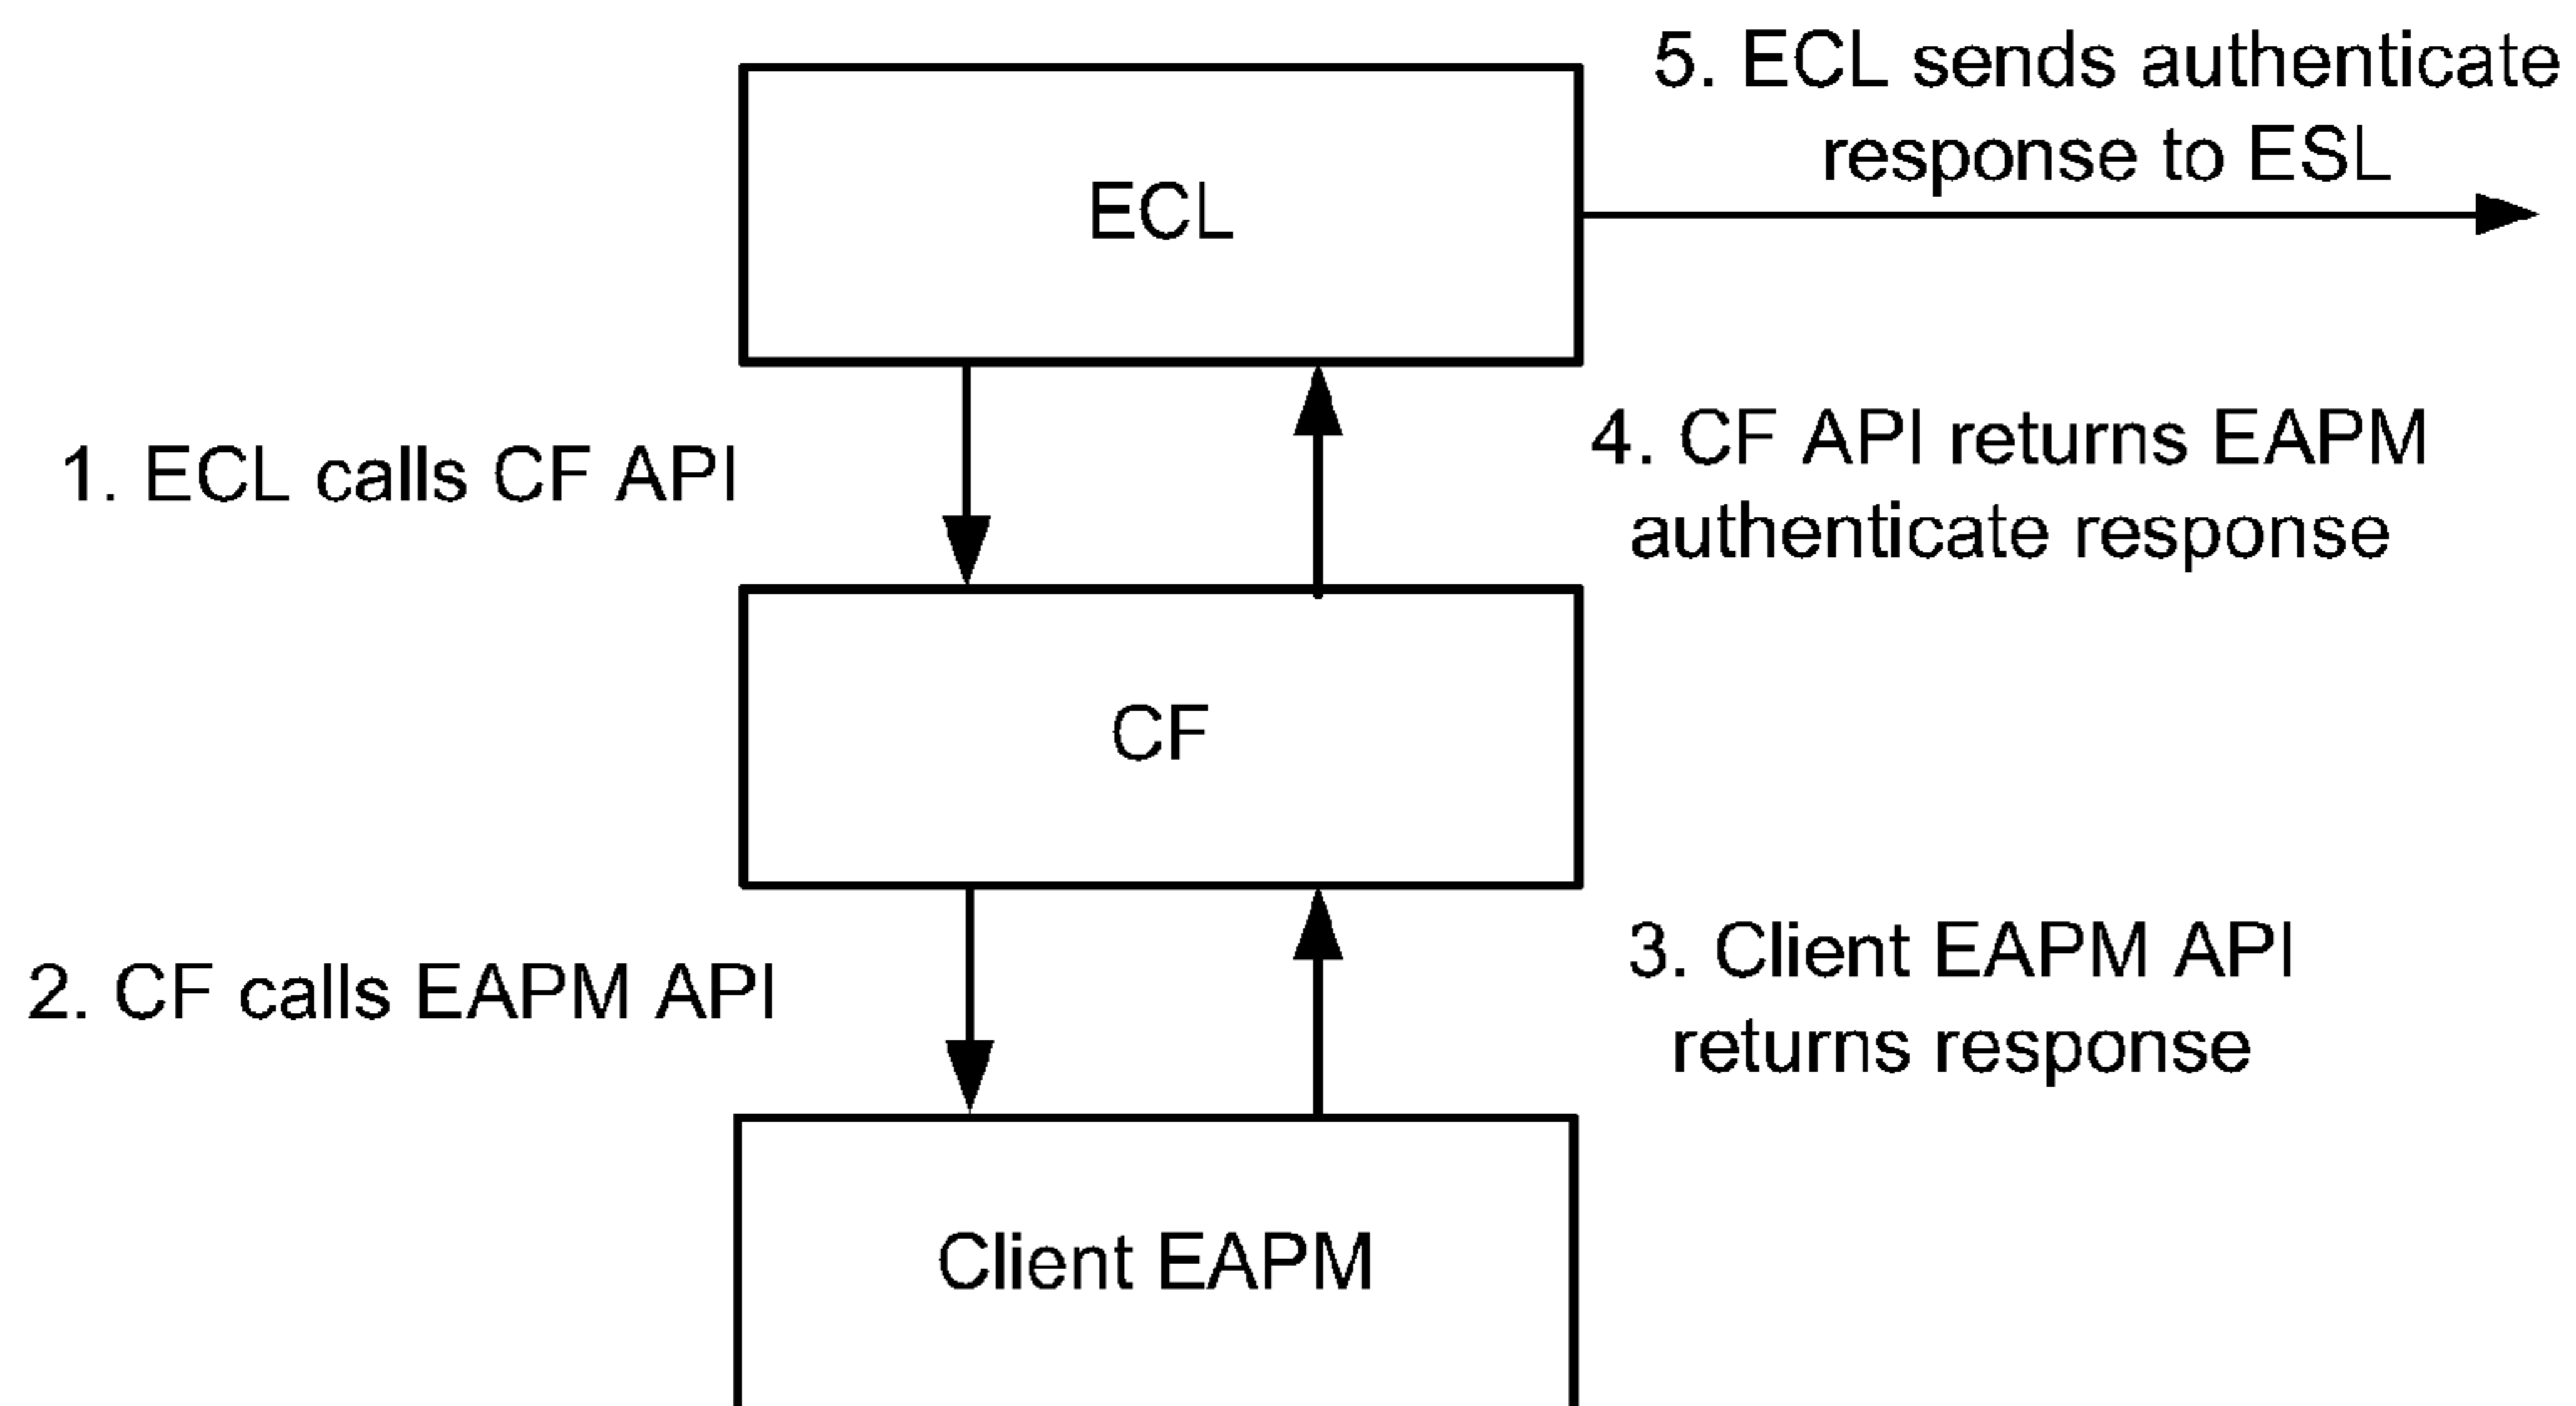 5. ECL sends authenticate
response to ESL
ECL
1. ECL calls CF API
4. CF API returns EAPM
authenticate response
CF
2. CF calls EAPM API
3. Client EAPM API
returns response
Client EAPM